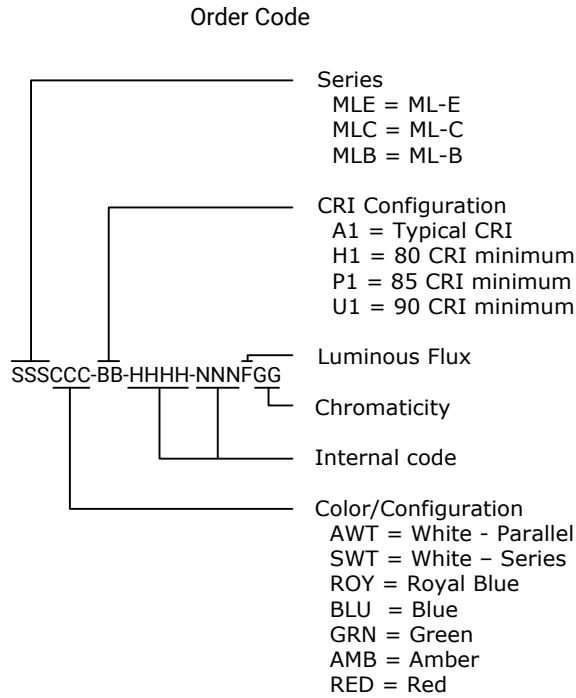 Order Code
Series
MLE = ML-E
MLC = ML-C
MLB = ML-B
CRI Configuration
A1 = Typical CRI
H1 = 80 CRI minimum
P1 = 85 CRI minimum
U1 = 90 CRI minimum
Luminous Flux
SSSCCC-BB-HHHH-NNNFGG
Chromaticity
Internal code
Color/Configuration
AWT = White - Parallel
SWT = White – Series
ROY = Royal Blue
BLU = Blue
GRN = Green
AMB = Amber
RED = Red